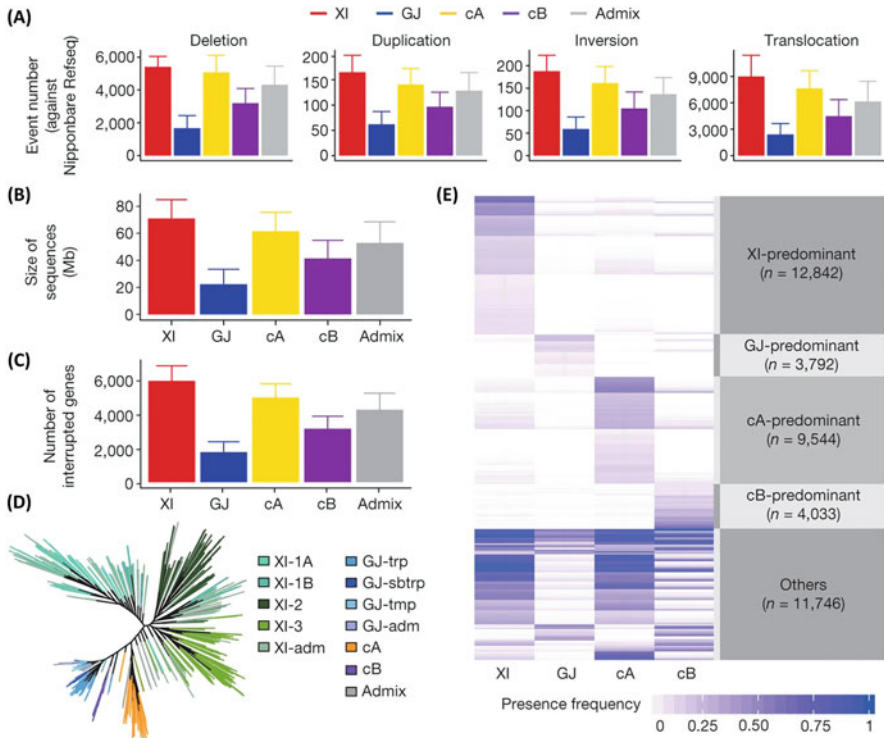 (A)
XI GJ cA cB Admix
Deletion
Duplication
Inversion
Translocation
Event number
(against
Nipponbare Refseq)
6,000
4,000
2,000
0
200
150
100
50
0
200
150
100
50
0
9,000
6,000
3,000
0
(B)
Size of
sequences
(Mb)
80
60
40
20
0
XI GJ cA cB Admix
(C)
Number of
interrupted genes
6,000
4,000
2,000
0
XI GJ cA cB Admix
(D)
XI-1A
XI-1B
XI-2
XI-3
XI-adm
GJ-trp
GJ-sbtrp
GJ-tmp
GJ-adm
cA
cB
Admix
(E)
XI-predominant
(n = 12,842)
GJ-predominant
(n = 3,792)
cA-predominant
(n = 9,544)
cB-predominant
(n = 4,033)
Others
(n = 11,746)
XI GJ cA cB
Presence frequency
0 0.25 0.50 0.75 1